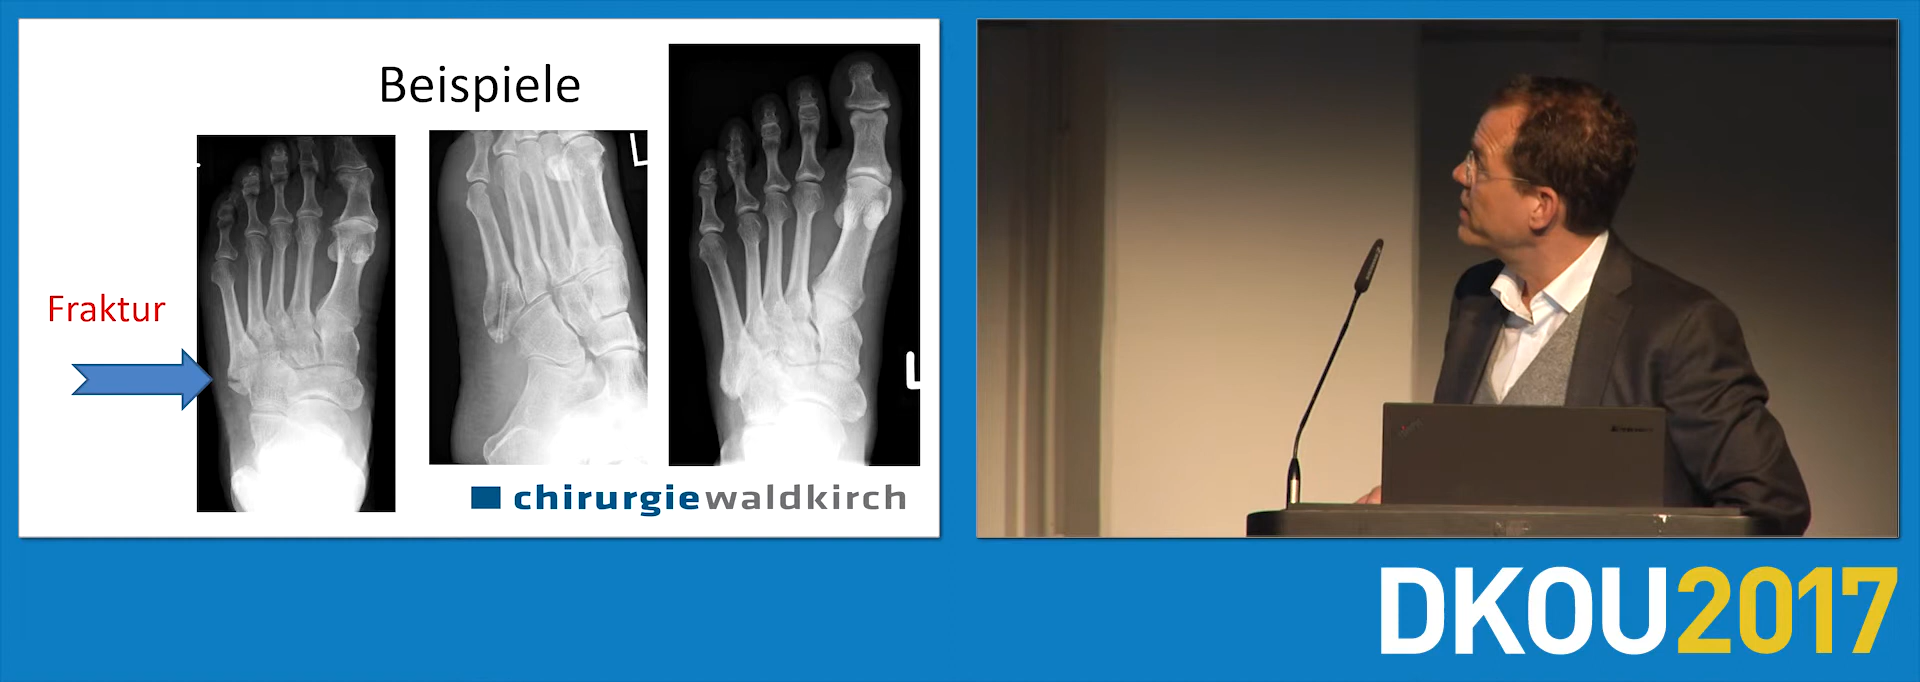 Beispiele
Fraktur
L
L
chirurgiewaldkirch
DKOU2017